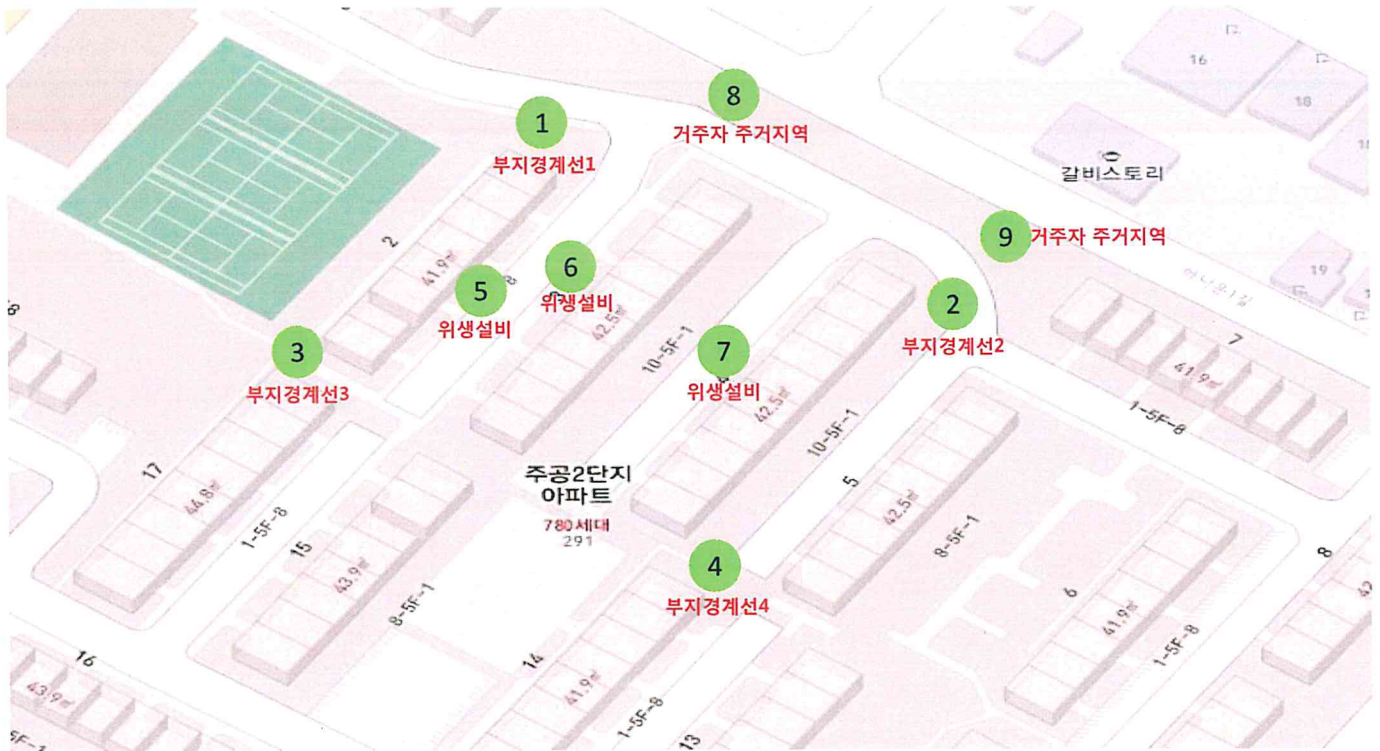 8
거주자 주거지역
1
부지경계선1
16
18
갈비스토리
9
거주자 주거지역
2
41.9㎡
6
위생설비
5
위생설비
42.5㎡
10-5F-1
2
부지경계선2
19
7
41.9㎡
1-5F-8
3
부지경계선3
7
위생설비
42.5㎡
10-5F-1
17
44.8㎡
1-5F-8
15
43.9㎡
8-5F-1
주공2단지
아파트
780세대
291
5
42.5㎡
8-5F-1
4
부지경계선4
6
41.9㎡
1-5F-8
8
42
14
41.9㎡
1-5F-8
13
16
43.9㎡
5F-1